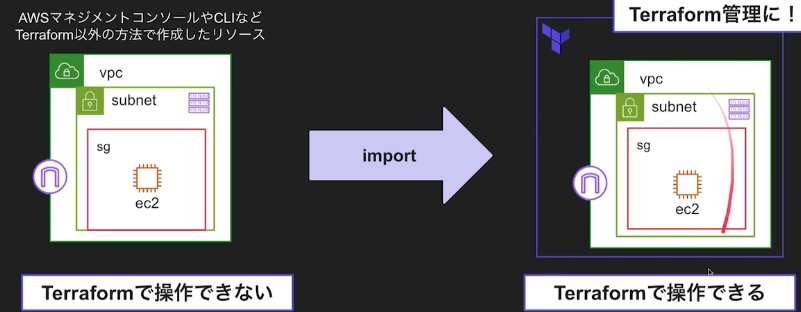 AWSマネジメントコンソールやCLIなど
Terraform以外の方法で作成したリソース
vpc
subnet
sg
ec2
Terraformで操作できない
import
Terraform管理に！
vpc
subnet
sg
ec2
Terraformで操作できる